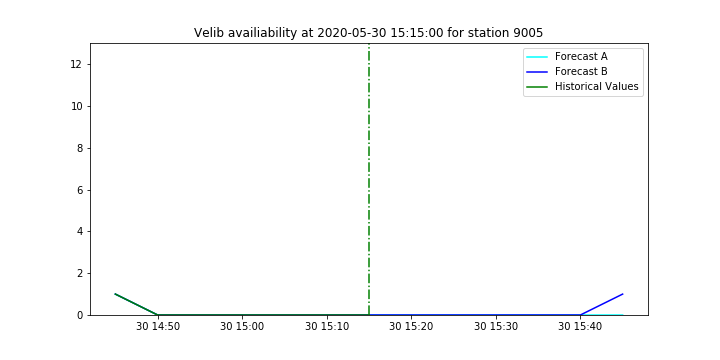 Velib availiability at 2020-05-30 15:15:00 for station 9005
Forecast A
Forecast B
Historical Values
12
10
8
6
4
2
0
30 14:50 30 15:00 30 15:10 30 15:20 30 15:30 30 15:40